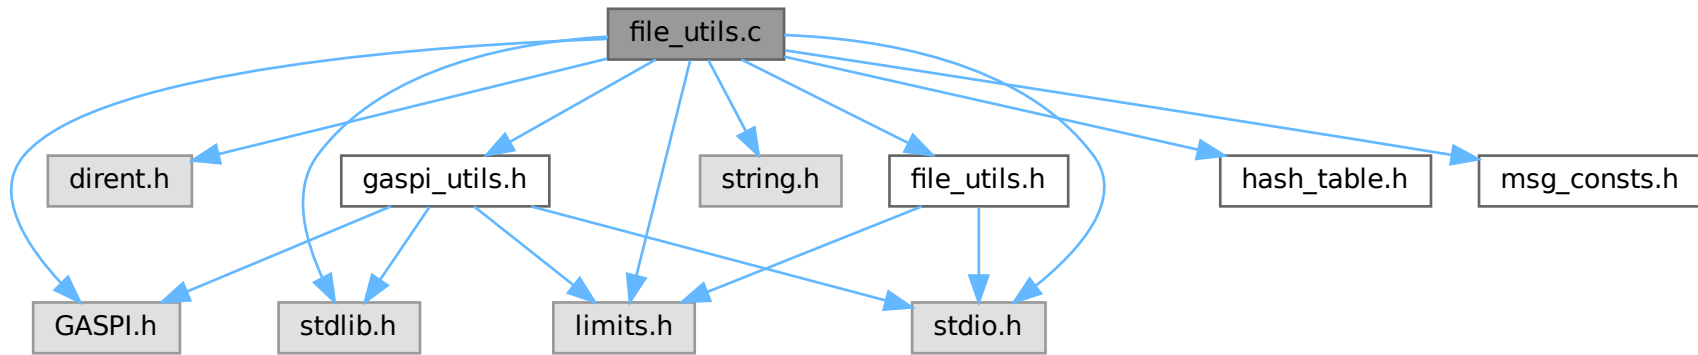 file_utils.c
dirent.h
gaspi_utils.h
string.h
file_utils.h
hash_table.h
msg_consts.h
GASPI.h
stdlib.h
limits.h
stdio.h